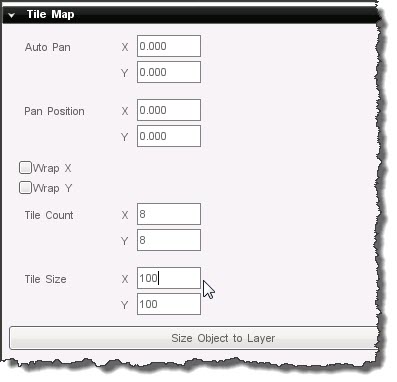 Tile Map
Auto Pan X 0.000
Y 0.000
Pan Position X 0.000
Y 0.000
Wrap X
Wrap Y
Tile Count X 8
Y 8
Tile Size X 100
Y 100
Size Object to Layer